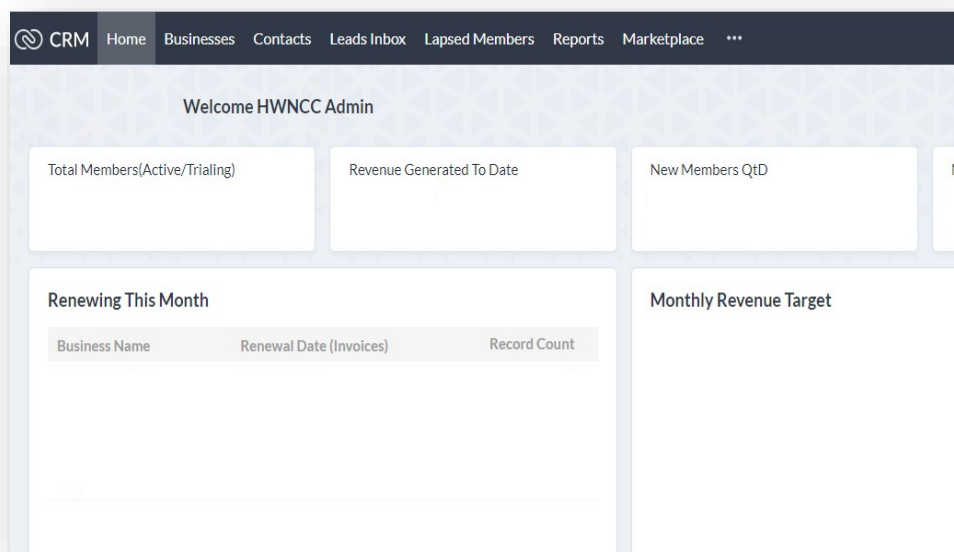 CRM Home Businesses Contacts Leads Inbox Lapsed Members Reports Marketplace •••
Welcome HWNCC Admin
Total Members(Active/Trialing) Revenue Generated To Date New Members QtD
Renewing This Month Monthly Revenue Target
Business Name Renewal Date (Invoices) Record Count